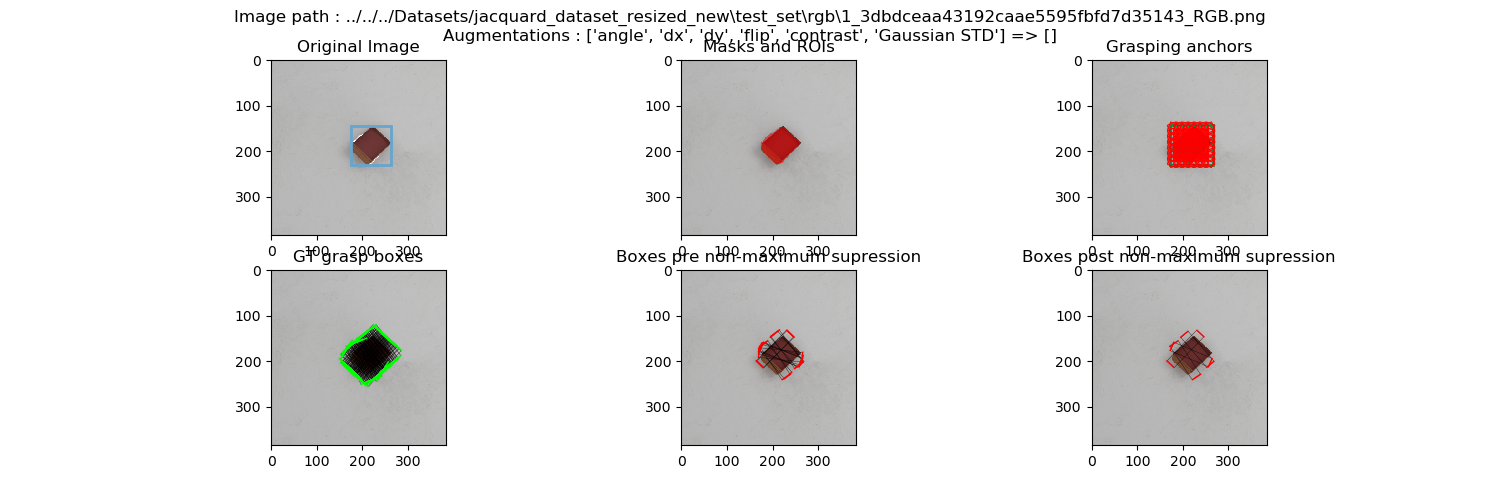 Image path : ../../../Datasets/jacquard_dataset_resized_new\test_set\rgb\1_3dbdceaa43192caae5595fbfd7d35143_RGB.png
Augmentations : ['angle', 'dx', 'dy', 'flip', 'contrast', 'Gaussian STD'] => []
Original Image
0
100
200
300
0 100 200 300
Masks and ROIs
0
100
200
300
0 100 200 300
Grasping anchors
0
100
200
300
0 100 200 300
GT grasp boxes
0
100
200
300
0 100 200 300
Boxes pre non-maximum supression
0
100
200
300
0 100 200 300
Boxes post non-maximum supression
0
100
200
300
0 100 200 300